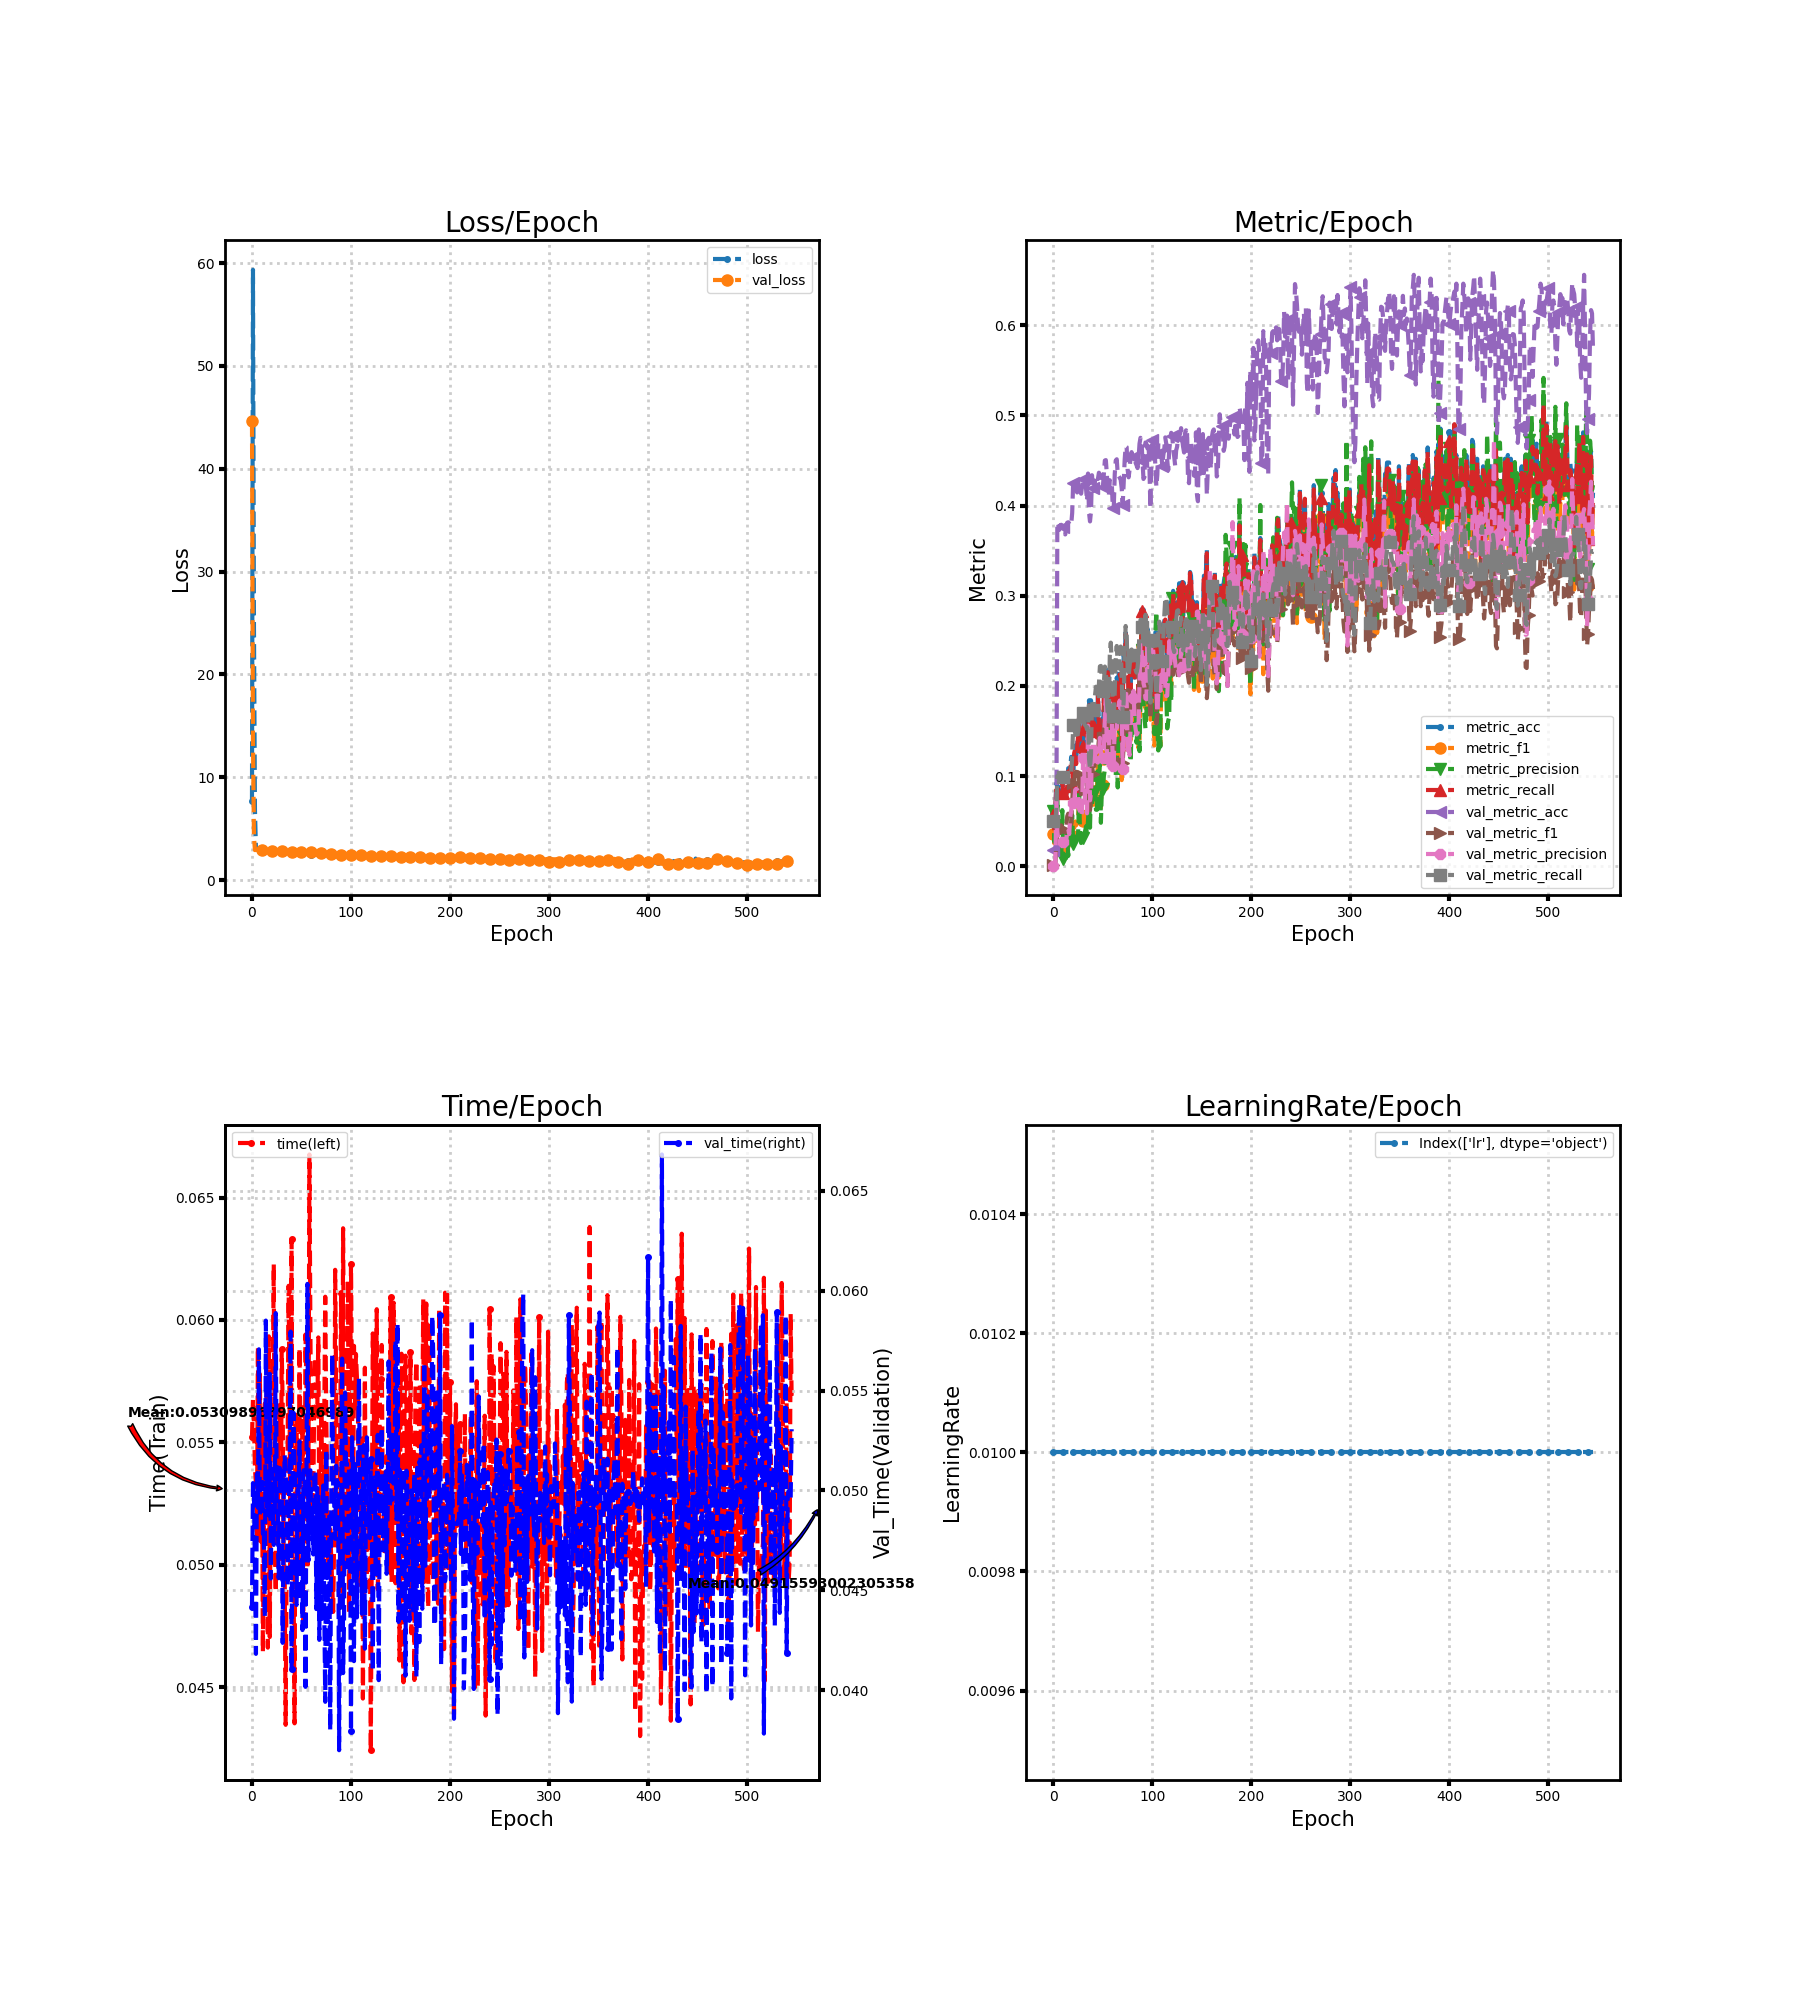 Loss/Epoch
60
50
40
30
20
10
0
Loss
loss
val_loss
0 100 200 300 400 500
Epoch
Metric/Epoch
0.6
0.5
0.4
0.3
0.2
0.1
0.0
Metric
metric_acc
metric_f1
metric_precision
metric_recall
val_metric_acc
val_metric_f1
val_metric_precision
val_metric_recall
0 100 200 300 400 500
Epoch
Time/Epoch
time(left)
val_time(right)
0.065
0.060
0.055
0.050
0.045
Time(Train)
0.065
0.060
0.055
0.050
0.045
0.040
Val_Time(Validation)
Mean:0.04915593002305358
0 100 200 300 400 500
Epoch
LearningRate/Epoch
Index(['lr'], dtype='object')
0.0104
0.0102
0.0100
0.0098
0.0096
LearningRate
0 100 200 300 400 500
Epoch